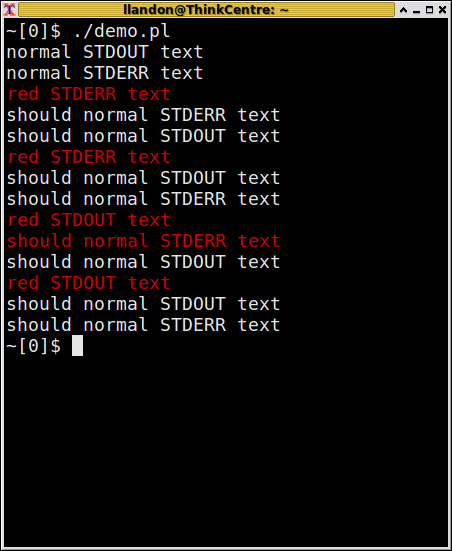 llandon@ThinkCentre: ~
~[0]$ ./demo.pl
normal STDOUT text
normal STDERR text
red STDERR text
should normal STDERR text
should normal STDOUT text
red STDERR text
should normal STDOUT text
should normal STDERR text
red STDOUT text
should normal STDERR text
should normal STDOUT text
red STDOUT text
should normal STDOUT text
should normal STDERR text
~[0]$